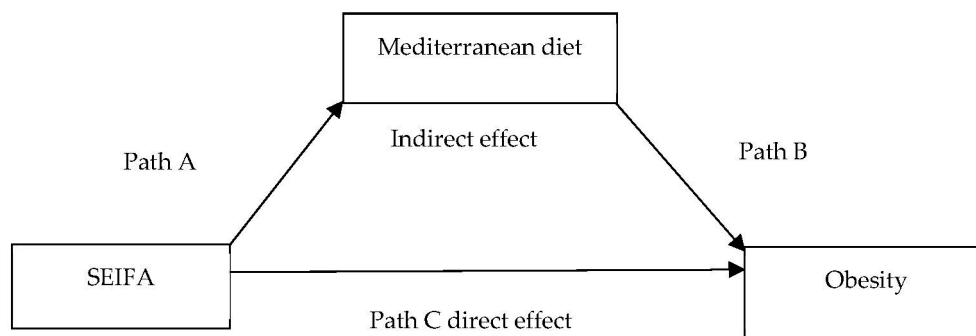 Mediterranean diet
Indirect effect
Path A
Path B
SEIFA
Obesity
Path C direct effect